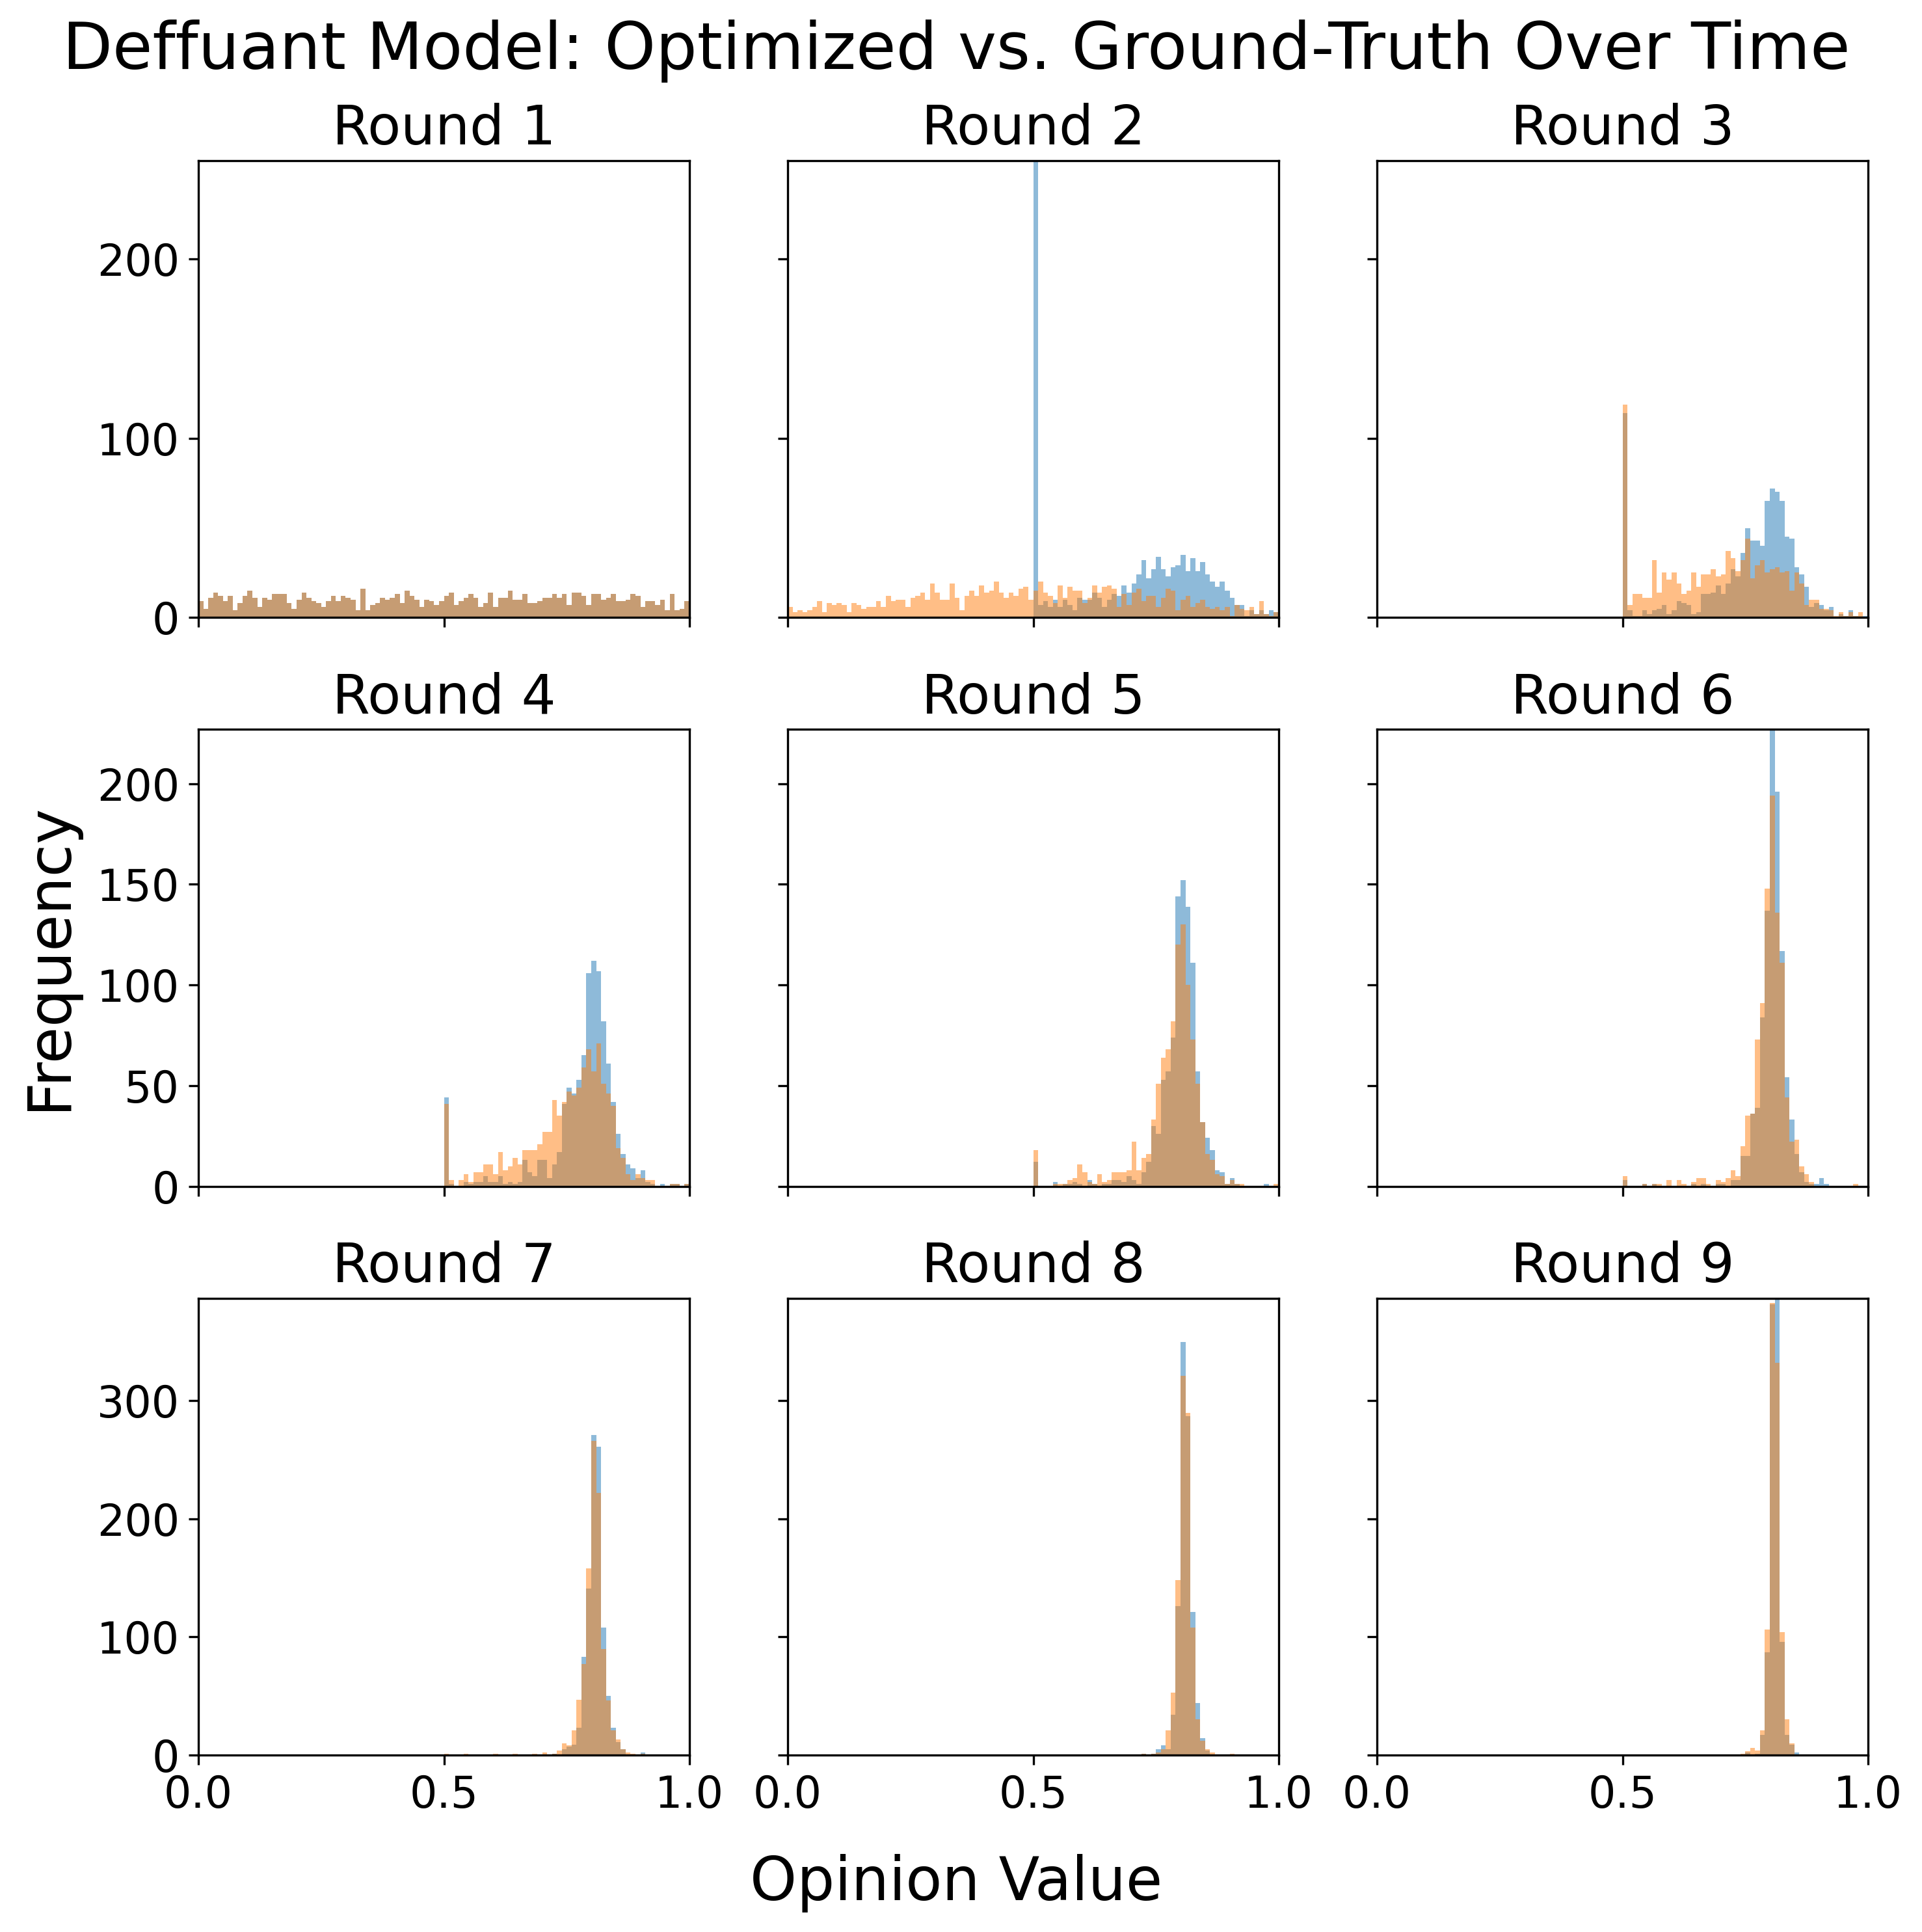 Deffuant Model: Optimized vs. Ground-Truth Over Time
Round 1
Round 2
Round 3
200
100
0
Round 4
Round 5
Round 6
Frequency
200
150
100
50
0
Round 7
Round 8
Round 9
300
200
100
0
0.0 0.5 1.0 0.0 0.5 1.0 0.0 0.5 1.0
Opinion Value